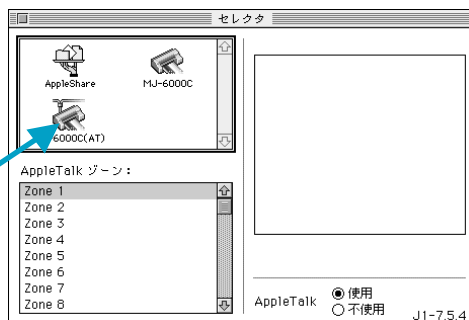 セレクタ
AppleShare
MJ-6000C
6000C(AT)
AppleTalk ゾーン：
Zone 1
Zone 2
Zone 3
Zone 4
Zone 5
Zone 6
Zone 7
Zone 8
AppleTalk
使用
不使用
J1-7.5.4